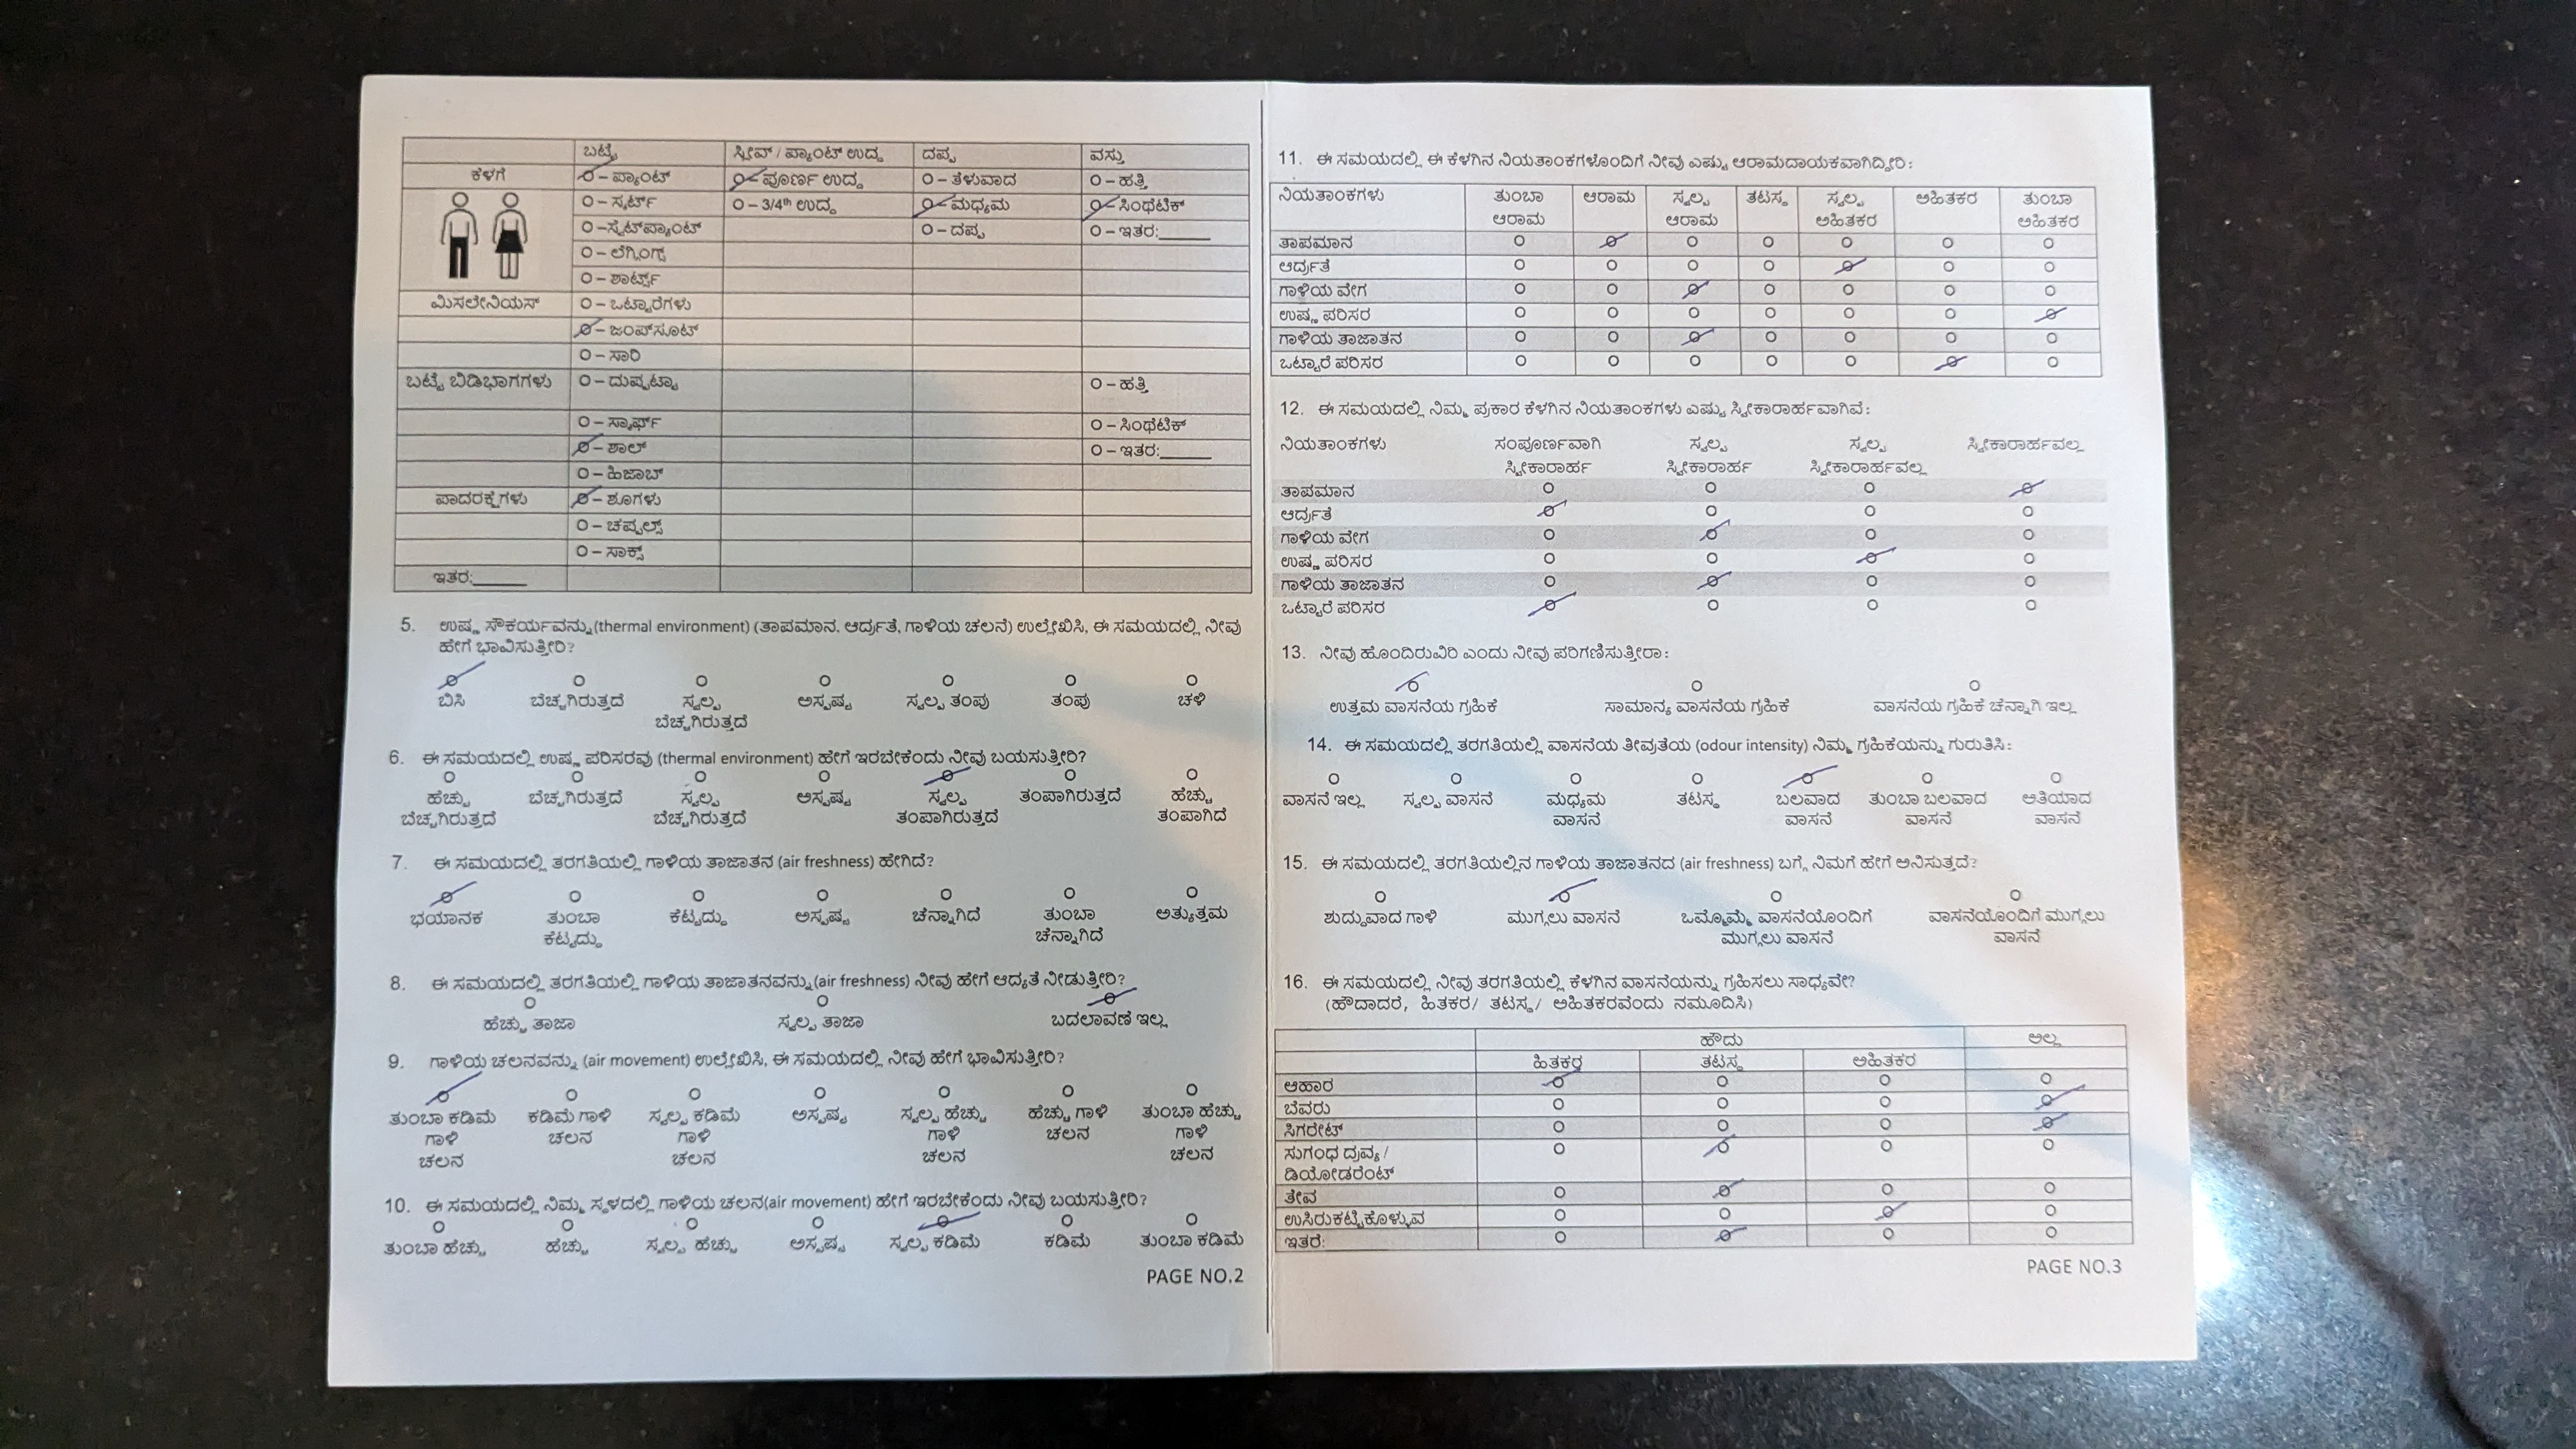 ಬಟ್ಟೆ ಸ್ಲೀವ್ / ಪ್ಯಾಂಟ್ ಉದ್ದ ದಪ್ಪ ವಸ್ತು
ಕೆಳಗೆ O – ಪ್ಯಾಂಟ್ O – ಪೂರ್ಣ ಉದ್ದ O – ತೆಳುವಾದ O – ಹತ್ತಿ
O – ಸ್ಕರ್ಟ್ O – 3/4th ಉದ್ದ O – ಮಧ್ಯಮ O – ಸಿಂಥೆಟಿಕ್
O –ಸ್ವೆಟ್‌ಪ್ಯಾಂಟ್ O – ದಪ್ಪ O – ಇತರ:______
O – ಲೆಗ್ಗಿಂಗ್ಸ್
O – ಶಾರ್ಟ್ಸ್
ಮಿಸಲೇನಿಯಸ್ O – ಒಟ್ಟಾರೆಗಳು
O – ಜಂಪ್‌ಸೂಟ್
O – ಸಾರಿ
ಬಟ್ಟೆ ಬಿಡಿಭಾಗಗಳು O – ದುಪ್ಪಟ್ಟಾ O – ಹತ್ತಿ
O – ಸ್ಕಾರ್ಫ್ O – ಸಿಂಥೆಟಿಕ್
O – ಶಾಲ್ O – ಇತರ:______
O – ಹಿಜಾಬ್
ಪಾದರಕ್ಷೆಗಳು O – ಶೂಗಳು
O – ಚಪ್ಪಲ್ಸ್
O – ಸಾಕ್ಸ್
ಇತರ:______
5. ಉಷ್ಣ ಸೌಕರ್ಯವನ್ನು(thermal environment) (ತಾಪಮಾನ, ಆರ್ದ್ರತೆ, ಗಾಳಿಯ ಚಲನೆ) ಉಲ್ಲೇಖಿಸಿ, ಈ ಸಮಯದಲ್ಲಿ ನೀವು
ಹೇಗೆ ಭಾವಿಸುತ್ತೀರಿ?
O O O O O O O
ಬಿಸಿ ಬೆಚ್ಚಗಿರುತ್ತದೆ ಸ್ವಲ್ಪ ಅಸ್ಪಷ್ಟ ಸ್ವಲ್ಪ ತಂಪು ತಂಪು ಚಳಿ
ಬೆಚ್ಚಗಿರುತ್ತದೆ
6. ಈ ಸಮಯದಲ್ಲಿ ಉಷ್ಣ ಪರಿಸರವು (thermal environment) ಹೇಗೆ ಇರಬೇಕೆಂದು ನೀವು ಬಯಸುತ್ತೀರಿ?
O O O O O O O
ಹೆಚ್ಚು ಬೆಚ್ಚಗಿರುತ್ತದೆ ಸ್ವಲ್ಪ ಅಸ್ಪಷ್ಟ ಸ್ವಲ್ಪ ತಂಪಾಗಿರುತ್ತದೆ ಹೆಚ್ಚು
ಬೆಚ್ಚಗಿರುತ್ತದೆ ಬೆಚ್ಚಗಿರುತ್ತದೆ ತಂಪಾಗಿರುತ್ತದೆ ತಂಪಾಗಿದೆ
7. ಈ ಸಮಯದಲ್ಲಿ ತರಗತಿಯಲ್ಲಿ ಗಾಳಿಯ ತಾಜಾತನ (air freshness) ಹೇಗಿದೆ?
O O O O O O O
ಭಯಾನಕ ತುಂಬಾ ಕೆಟ್ಟದ್ದು ಅಸ್ಪಷ್ಟ ಚೆನ್ನಾಗಿದೆ ತುಂಬಾ ಅತ್ಯುತ್ತಮ
ಕೆಟ್ಟದ್ದು ಚೆನ್ನಾಗಿದೆ
8. ಈ ಸಮಯದಲ್ಲಿ ತರಗತಿಯಲ್ಲಿ ಗಾಳಿಯ ತಾಜಾತನವನ್ನು(air freshness) ನೀವು ಹೇಗೆ ಆದ್ಯತೆ ನೀಡುತ್ತೀರಿ?
O O O
ಹೆಚ್ಚು ತಾಜಾ ಸ್ವಲ್ಪ ತಾಜಾ ಬದಲಾವಣೆ ಇಲ್ಲ
9. ಗಾಳಿಯ ಚಲನವನ್ನು (air movement) ಉಲ್ಲೇಖಿಸಿ, ಈ ಸಮಯದಲ್ಲಿ ನೀವು ಹೇಗೆ ಭಾವಿಸುತ್ತೀರಿ?
O O O O O O O
ತುಂಬಾ ಕಡಿಮೆ ಕಡಿಮೆ ಗಾಳಿ ಸ್ವಲ್ಪ ಕಡಿಮೆ ಅಸ್ಪಷ್ಟ ಸ್ವಲ್ಪ ಹೆಚ್ಚು ಹೆಚ್ಚು ಗಾಳಿ ತುಂಬಾ ಹೆಚ್ಚು
ಗಾಳಿ ಚಲನ ಗಾಳಿ ಗಾಳಿ ಚಲನ ಗಾಳಿ
ಚಲನ ಚಲನ ಚಲನ ಚಲನ
10. ಈ ಸಮಯದಲ್ಲಿ ನಿಮ್ಮ ಸ್ಥಳದಲ್ಲಿ ಗಾಳಿಯ ಚಲನ(air movement) ಹೇಗೆ ಇರಬೇಕೆಂದು ನೀವು ಬಯಸುತ್ತೀರಿ?
O O O O O O O
ತುಂಬಾ ಹೆಚ್ಚು ಹೆಚ್ಚು ಸ್ವಲ್ಪ ಹೆಚ್ಚು ಅಸ್ಪಷ್ಟ ಸ್ವಲ್ಪ ಕಡಿಮೆ ಕಡಿಮೆ ತುಂಬಾ ಕಡಿಮೆ
PAGE NO.2
11. ಈ ಸಮಯದಲ್ಲಿ ಈ ಕೆಳಗಿನ ನಿಯತಾಂಕಗಳೊಂದಿಗೆ ನೀವು ಎಷ್ಟು ಆರಾಮದಾಯಕವಾಗಿದ್ದೀರಿ:
ನಿಯತಾಂಕಗಳು ತುಂಬಾ ಆರಾಮ ಸ್ವಲ್ಪ ತಟಸ್ಥ ಸ್ವಲ್ಪ ಅಹಿತಕರ ತುಂಬಾ
ಆರಾಮ ಆರಾಮ ಅಹಿತಕರ ಅಹಿತಕರ
ತಾಪಮಾನ O O O O O O O
ಆರ್ದ್ರತೆ O O O O O O O
ಗಾಳಿಯ ವೇಗ O O O O O O O
ಉಷ್ಣ ಪರಿಸರ O O O O O O O
ಗಾಳಿಯ ತಾಜಾತನ O O O O O O O
ಒಟ್ಟಾರೆ ಪರಿಸರ O O O O O O O
12. ಈ ಸಮಯದಲ್ಲಿ ನಿಮ್ಮ ಪ್ರಕಾರ ಕೆಳಗಿನ ನಿಯತಾಂಕಗಳು ಎಷ್ಟು ಸ್ವೀಕಾರಾರ್ಹವಾಗಿವೆ:
ನಿಯತಾಂಕಗಳು ಸಂಪೂರ್ಣವಾಗಿ ಸ್ವಲ್ಪ ಸ್ವಲ್ಪ ಸ್ವೀಕಾರಾರ್ಹವಲ್ಲ
ಸ್ವೀಕಾರಾರ್ಹ ಸ್ವೀಕಾರಾರ್ಹ ಸ್ವೀಕಾರಾರ್ಹವಲ್ಲ
ತಾಪಮಾನ O O O O
ಆರ್ದ್ರತೆ O O O O
ಗಾಳಿಯ ವೇಗ O O O O
ಉಷ್ಣ ಪರಿಸರ O O O O
ಗಾಳಿಯ ತಾಜಾತನ O O O O
ಒಟ್ಟಾರೆ ಪರಿಸರ O O O O
13. ನೀವು ಹೊಂದಿರುವಿರಿ ಎಂದು ನೀವು ಪರಿಗಣಿಸುತ್ತೀರಾ:
O O O
ಉತ್ತಮ ವಾಸನೆಯ ಗ್ರಹಿಕೆ ಸಾಮಾನ್ಯ ವಾಸನೆಯ ಗ್ರಹಿಕೆ ವಾಸನೆಯ ಗ್ರಹಿಕೆ ಚೆನ್ನಾಗಿ ಇಲ್ಲ
14. ಈ ಸಮಯದಲ್ಲಿ ತರಗತಿಯಲ್ಲಿ ವಾಸನೆಯ ತೀವ್ರತೆಯ (odour intensity) ನಿಮ್ಮ ಗ್ರಹಿಕೆಯನ್ನು ಗುರುತಿಸಿ:
O O O O O O O
ವಾಸನೆ ಇಲ್ಲ ಸ್ವಲ್ಪ ವಾಸನೆ ಮಧ್ಯಮ ತಟಸ್ಥ ಬಲವಾದ ತುಂಬಾ ಬಲವಾದ ಅತಿಯಾದ
ವಾಸನೆ ವಾಸನೆ ವಾಸನೆ ವಾಸನೆ
15. ಈ ಸಮಯದಲ್ಲಿ ತರಗತಿಯಲ್ಲಿನ ಗಾಳಿಯ ತಾಜಾತನದ (air freshness) ಬಗ್ಗೆ ನಿಮಗೆ ಹೇಗೆ ಅನಿಸುತ್ತದೆ?
O O O O
ಶುದ್ಧವಾದ ಗಾಳಿ ಮುಗ್ಗಲು ವಾಸನೆ ಒಮ್ಮೊಮ್ಮೆ ವಾಸನೆಯೊಂದಿಗೆ ವಾಸನೆಯೊಂದಿಗೆ ಮುಗ್ಗಲು
ಮುಗ್ಗಲು ವಾಸನೆ ವಾಸನೆ
16. ಈ ಸಮಯದಲ್ಲಿ ನೀವು ತರಗತಿಯಲ್ಲಿ ಕೆಳಗಿನ ವಾಸನೆಯನ್ನು ಗ್ರಹಿಸಲು ಸಾಧ್ಯವೇ?
(ಹೌದಾದರೆ, ಹಿತಕರ/ ತಟಸ್ಥ/ ಅಹಿತಕರವೆಂದು ನಮೂದಿಸಿ)
ಹೌದು ಅಲ್ಲ
ಹಿತಕರ ತಟಸ್ಥ ಅಹಿತಕರ
ಆಹಾರ O O O O
ಬೆವರು O O O O
ಸಿಗರೇಟ್ O O O O
ಸುಗಂಧ ದ್ರವ್ಯ / O O O O
ಡಿಯೋಡರೆಂಟ್
ತೇವ O O O O
ಉಸಿರುಕಟ್ಟಿಕೊಳ್ಳುವ O O O O
ಇತರೆ: O O O O
PAGE NO.3